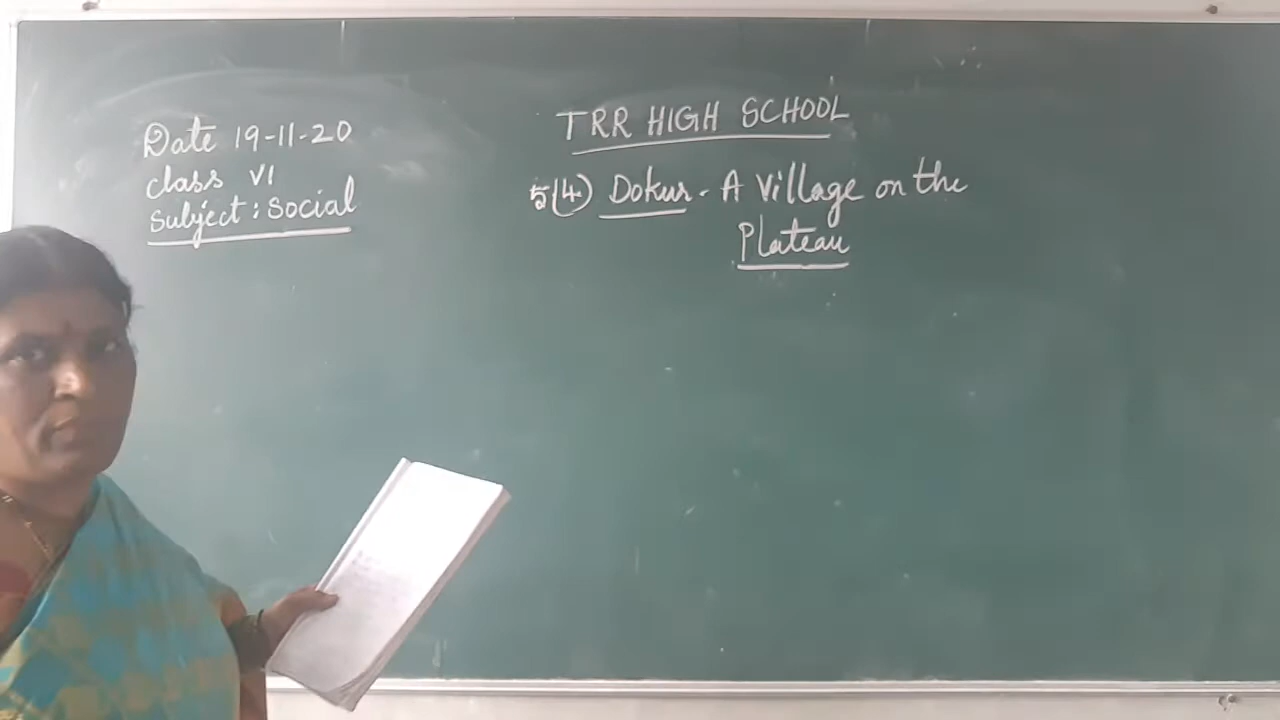 Date 19-11-20
class VI
Subject: Social
TRR HIGH SCHOOL
5(4) Dokur - A Village on the
Plateau